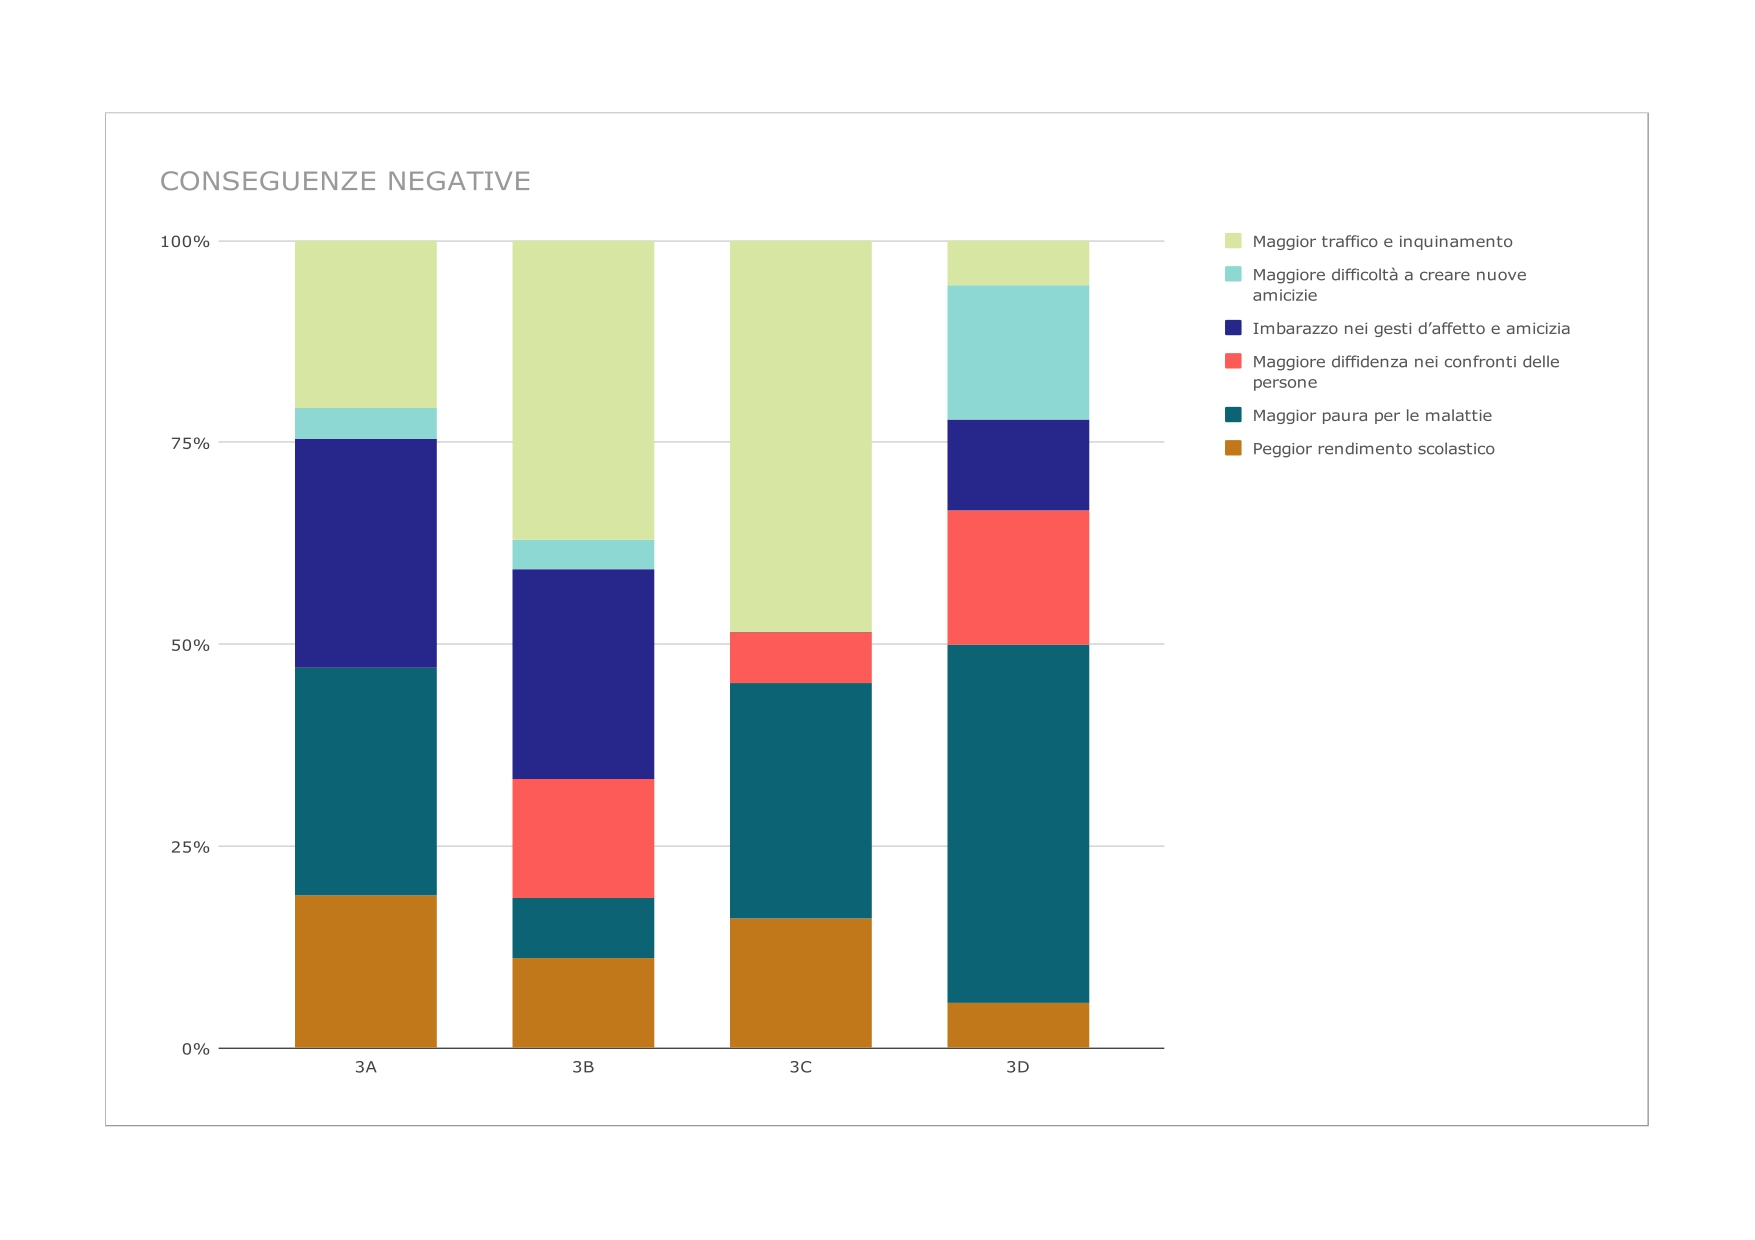 CONSEGUENZE NEGATIVE
100%
75%
50%
25%
0%
3A
3B
3C
3D
Maggior traffico e inquinamento
Maggiore difficoltà a creare nuove
amicizie
Imbarazzo nei gesti d’affetto e amicizia
Maggiore diffidenza nei confronti delle
persone
Maggior paura per le malattie
Peggior rendimento scolastico